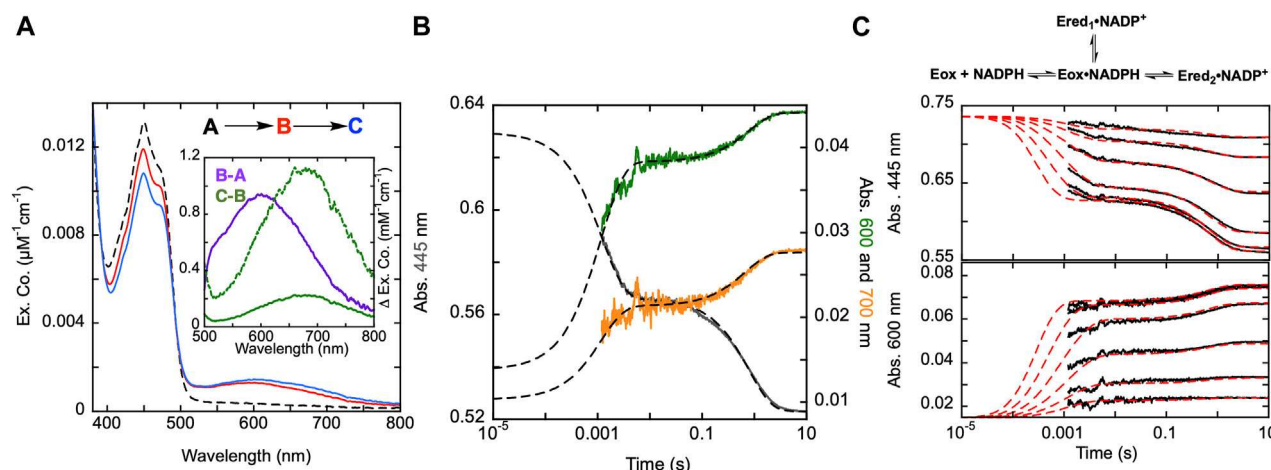 A
A → B → C
B-A
C-B
1.2
0.8
0.4
0
500 600 700 800
Wavelength (nm)
Δ Ex. Co. (mM⁻¹ cm⁻¹)
0.012
0.008
0.004
0
Ex. Co. (µM⁻¹ cm⁻¹)
400 500 600 700 800
Wavelength (nm)
B
0.64
0.6
0.56
0.52
Abs. 445 nm
0.04
0.03
0.02
0.01
Abs. 600 and 700 nm
10⁻⁵ 0.001 0.1 10
Time (s)
C
Ered₁•NADP⁺
Eox + NADPH ⇌ Eox•NADPH ⇌ Ered₂•NADP⁺
0.75
0.65
0.55
Abs . 445 nm
0.08
0.06
0.04
0.02
Abs. 600 nm
10⁻⁵ 0.001 0.1 10
Time (s)